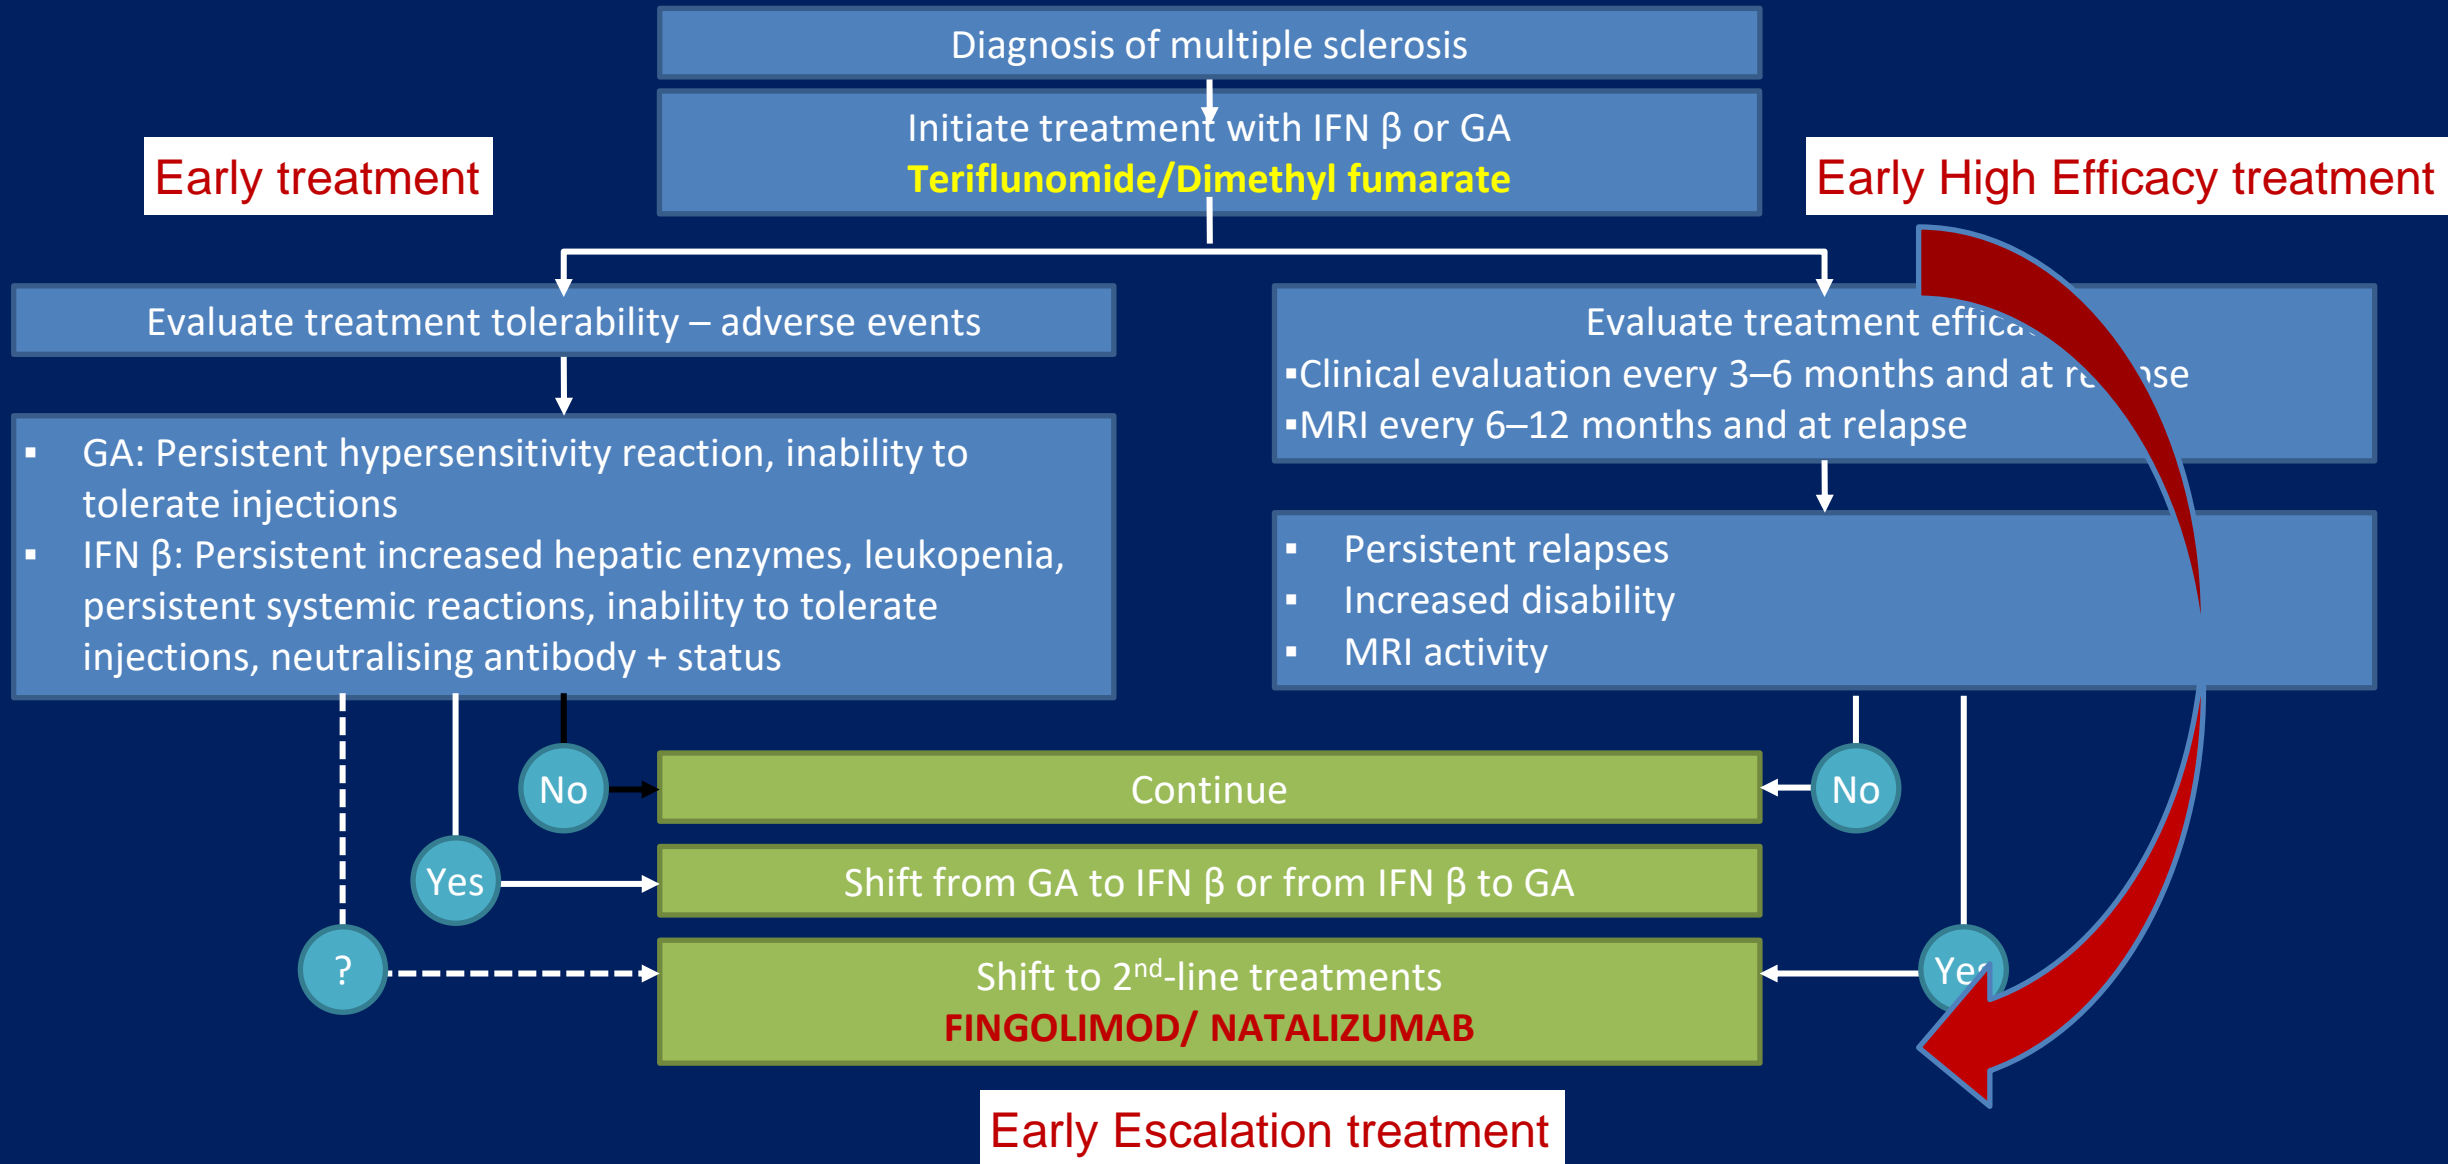 Diagnosis of multiple sclerosis
Initiate treatment with IFN β or GA
Teriflunomide/Dimethyl fumarate
Early treatment
Early High Efficacy treatment
Evaluate treatment tolerability – adverse events
▪ GA: Persistent hypersensitivity reaction, inability to
tolerate injections
▪ IFN β: Persistent increased hepatic enzymes, leukopenia,
persistent systemic reactions, inability to tolerate
injections, neutralising antibody + status
Evaluate treatment
▪Clinical evaluation every 3–6 months and at
▪MRI every 6–12 months and at relapse
▪ Persistent relapses
▪ Increased disability
▪ MRI activity
No
Continue
No
Yes
Shift from GA to IFN β or from IFN β to GA
?
Shift to 2nd-line treatments
FINGOLIMOD/ NATALIZUMAB
Yes
Early Escalation treatment